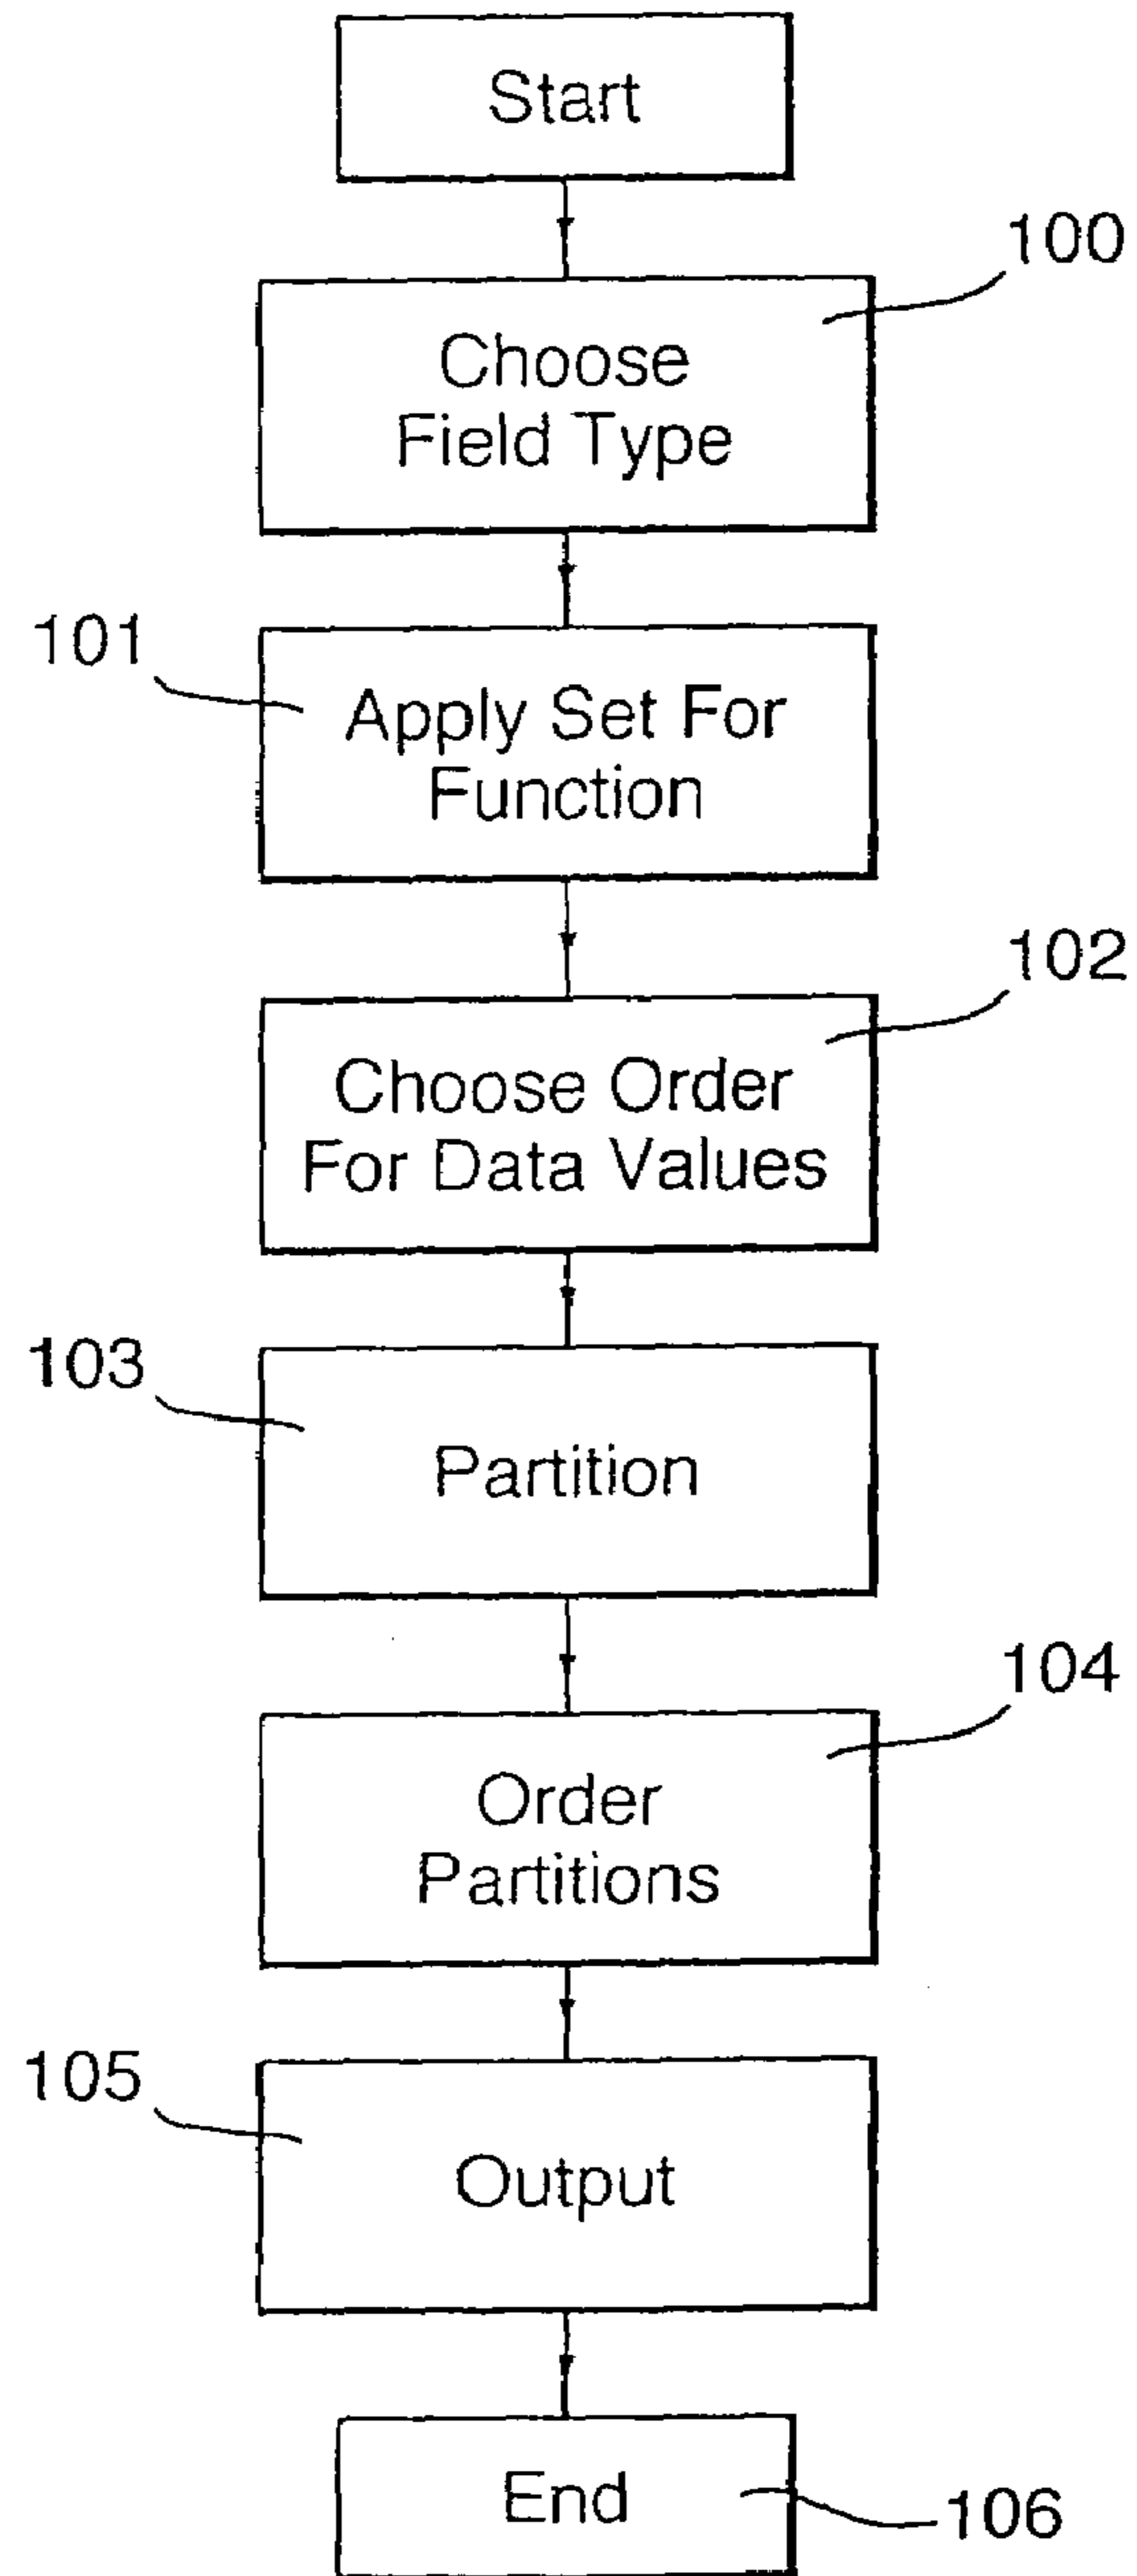 Start
100
Choose
Field Type
101
Apply Set For
Function
102
Choose Order
For Data Values
103
Partition
104
Order
Partitions
105
Output
End
106